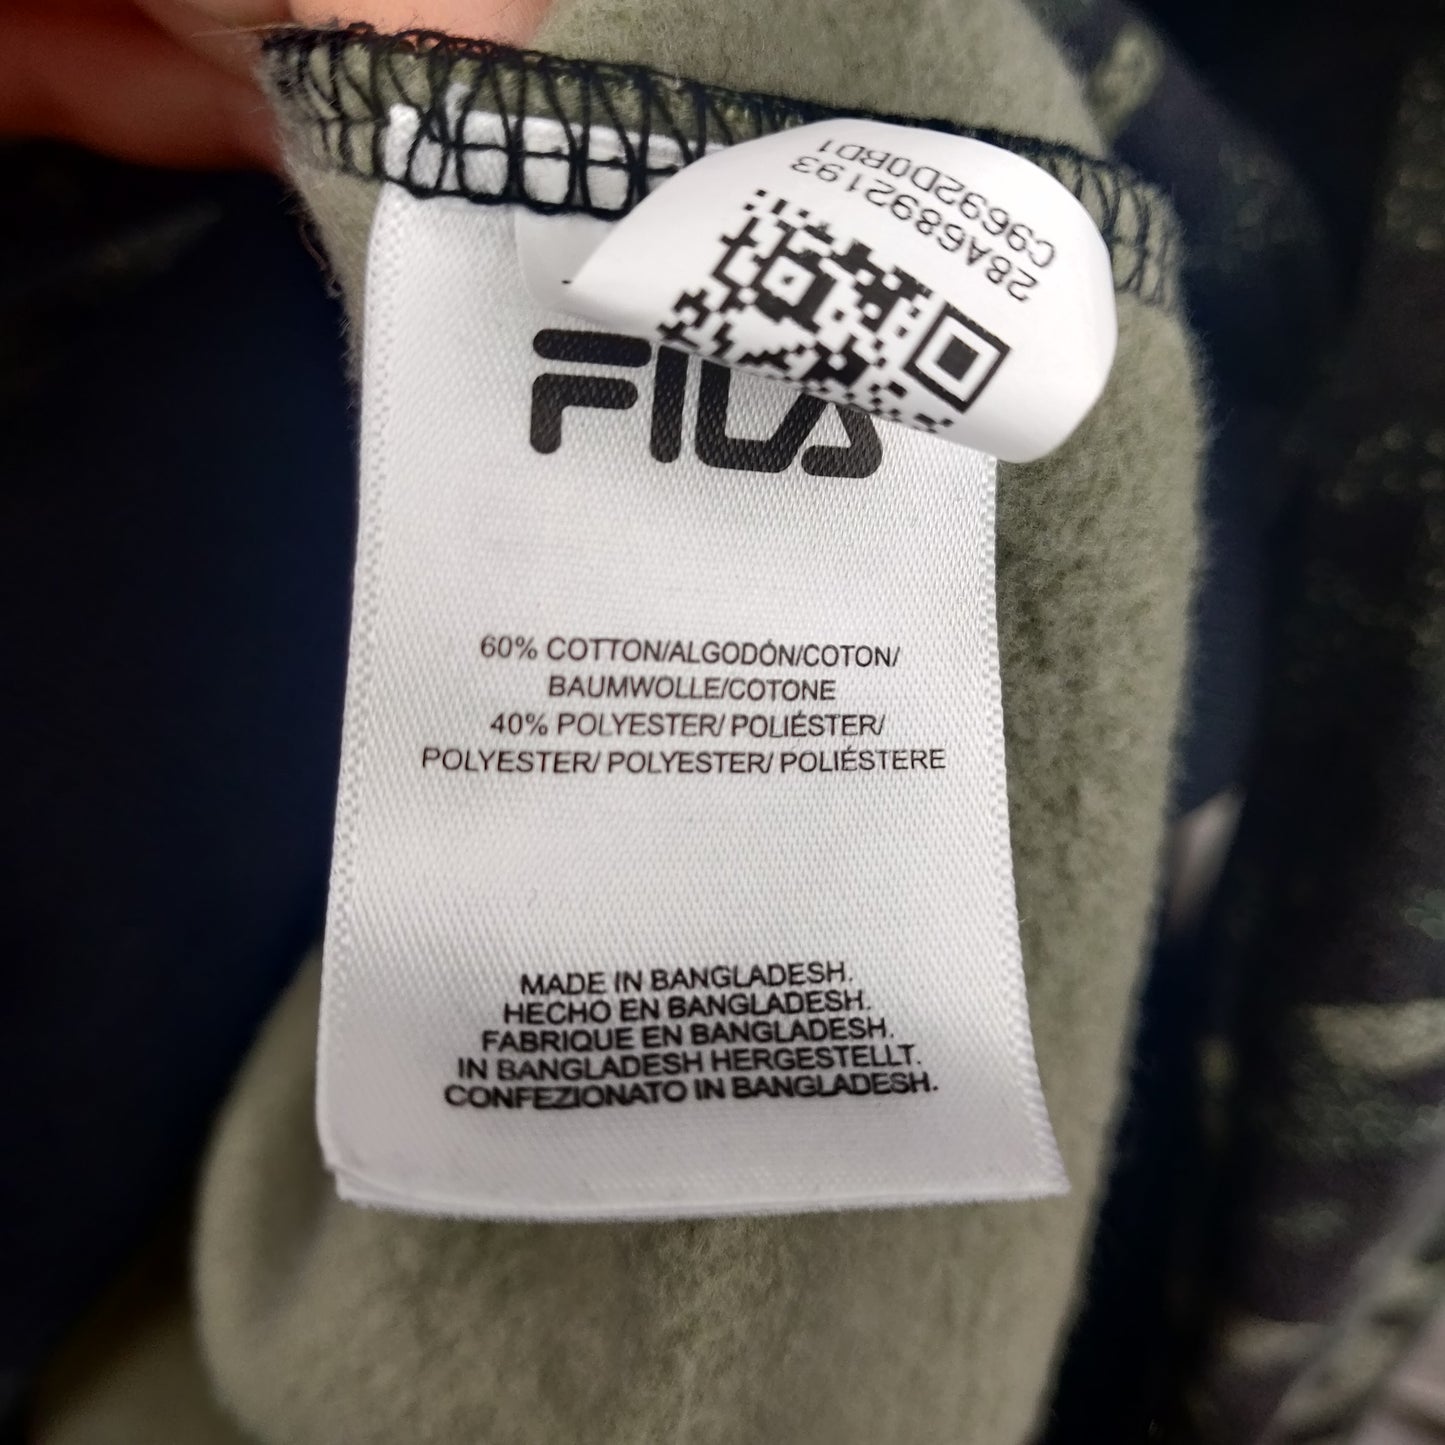 28A6892193
C9692D0BD1
FILA
60% COTTON/ALGODÓN/COTON/
BAUMWOLLE/COTONE
40% POLYESTER/ POLIÉSTER/
POLYESTER/ POLYESTER/ POLIÉSTERE
MADE IN BANGLADESH.
HECHO EN BANGLADESH.
FABRIQUE EN BANGLADESH.
IN BANGLADESH HERGESTELLT.
CONFEZIONATO IN BANGLADESH.